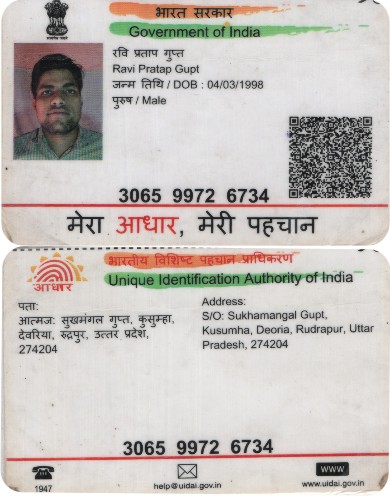 भारत सरकार
Government of India
रवि प्रताप गुप्त
Ravi Pratap Gupt
जन्म तिथि / DOB : 04/03/1998
पुरुष / Male
3065 9972 6734
मेरा आधार, मेरी पहचान
भारतीय विशिष्ट पहचान प्राधिकरण
Unique Identification Authority of India
आधार
पता:
आत्मज: सुखमंगल गुप्त, कुसुम्हा,
देवरिया, रुद्रपुर, उत्तर प्रदेश,
274204
Address:
S/O: Sukhamangal Gupt,
Kusumha, Deoria, Rudrapur, Uttar
Pradesh, 274204
3065 9972 6734
1947
help@uidai.gov.in
www
www.uidai.gov.in